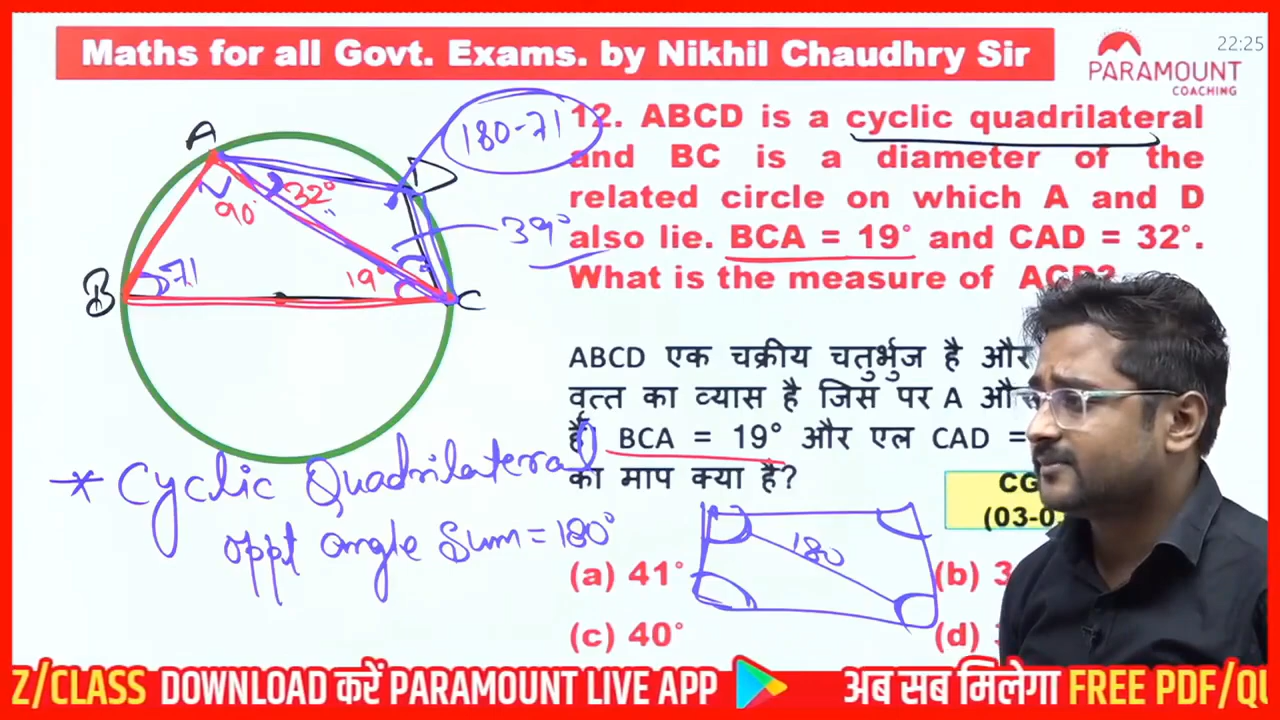 Maths for all Govt. Exams. by Nikhil Chaudhry Sir
PARAMOUNT
COACHING
22:25
12. ABCD is a cyclic quadrilateral
and BC is a diameter of the
related circle on which A and D
also lie. BCA = 19° and CAD = 32°.
What is the measure of ACD?
A
180-71
D
32°
90°
39°
B
71
19°
C
ABCD एक चक्रीय चतुर्भुज है और
वृत्त का व्यास है जिस पर A
हैं। BCA = 19° और एल CAD =
का माप क्या है?
* Cyclic Quadrilateral
oppt angle Sum = 180°
180
(a) 41°
(b)
(c) 40°
(d)
Z/CLASS DOWNLOAD करें PARAMOUNT LIVE APP अब सब मिलेगा FREE PDF/QU